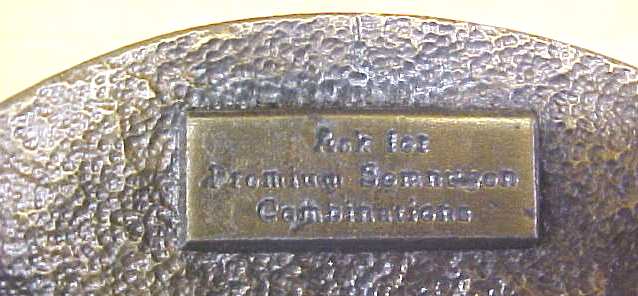 Ask for
Premium
Combinations